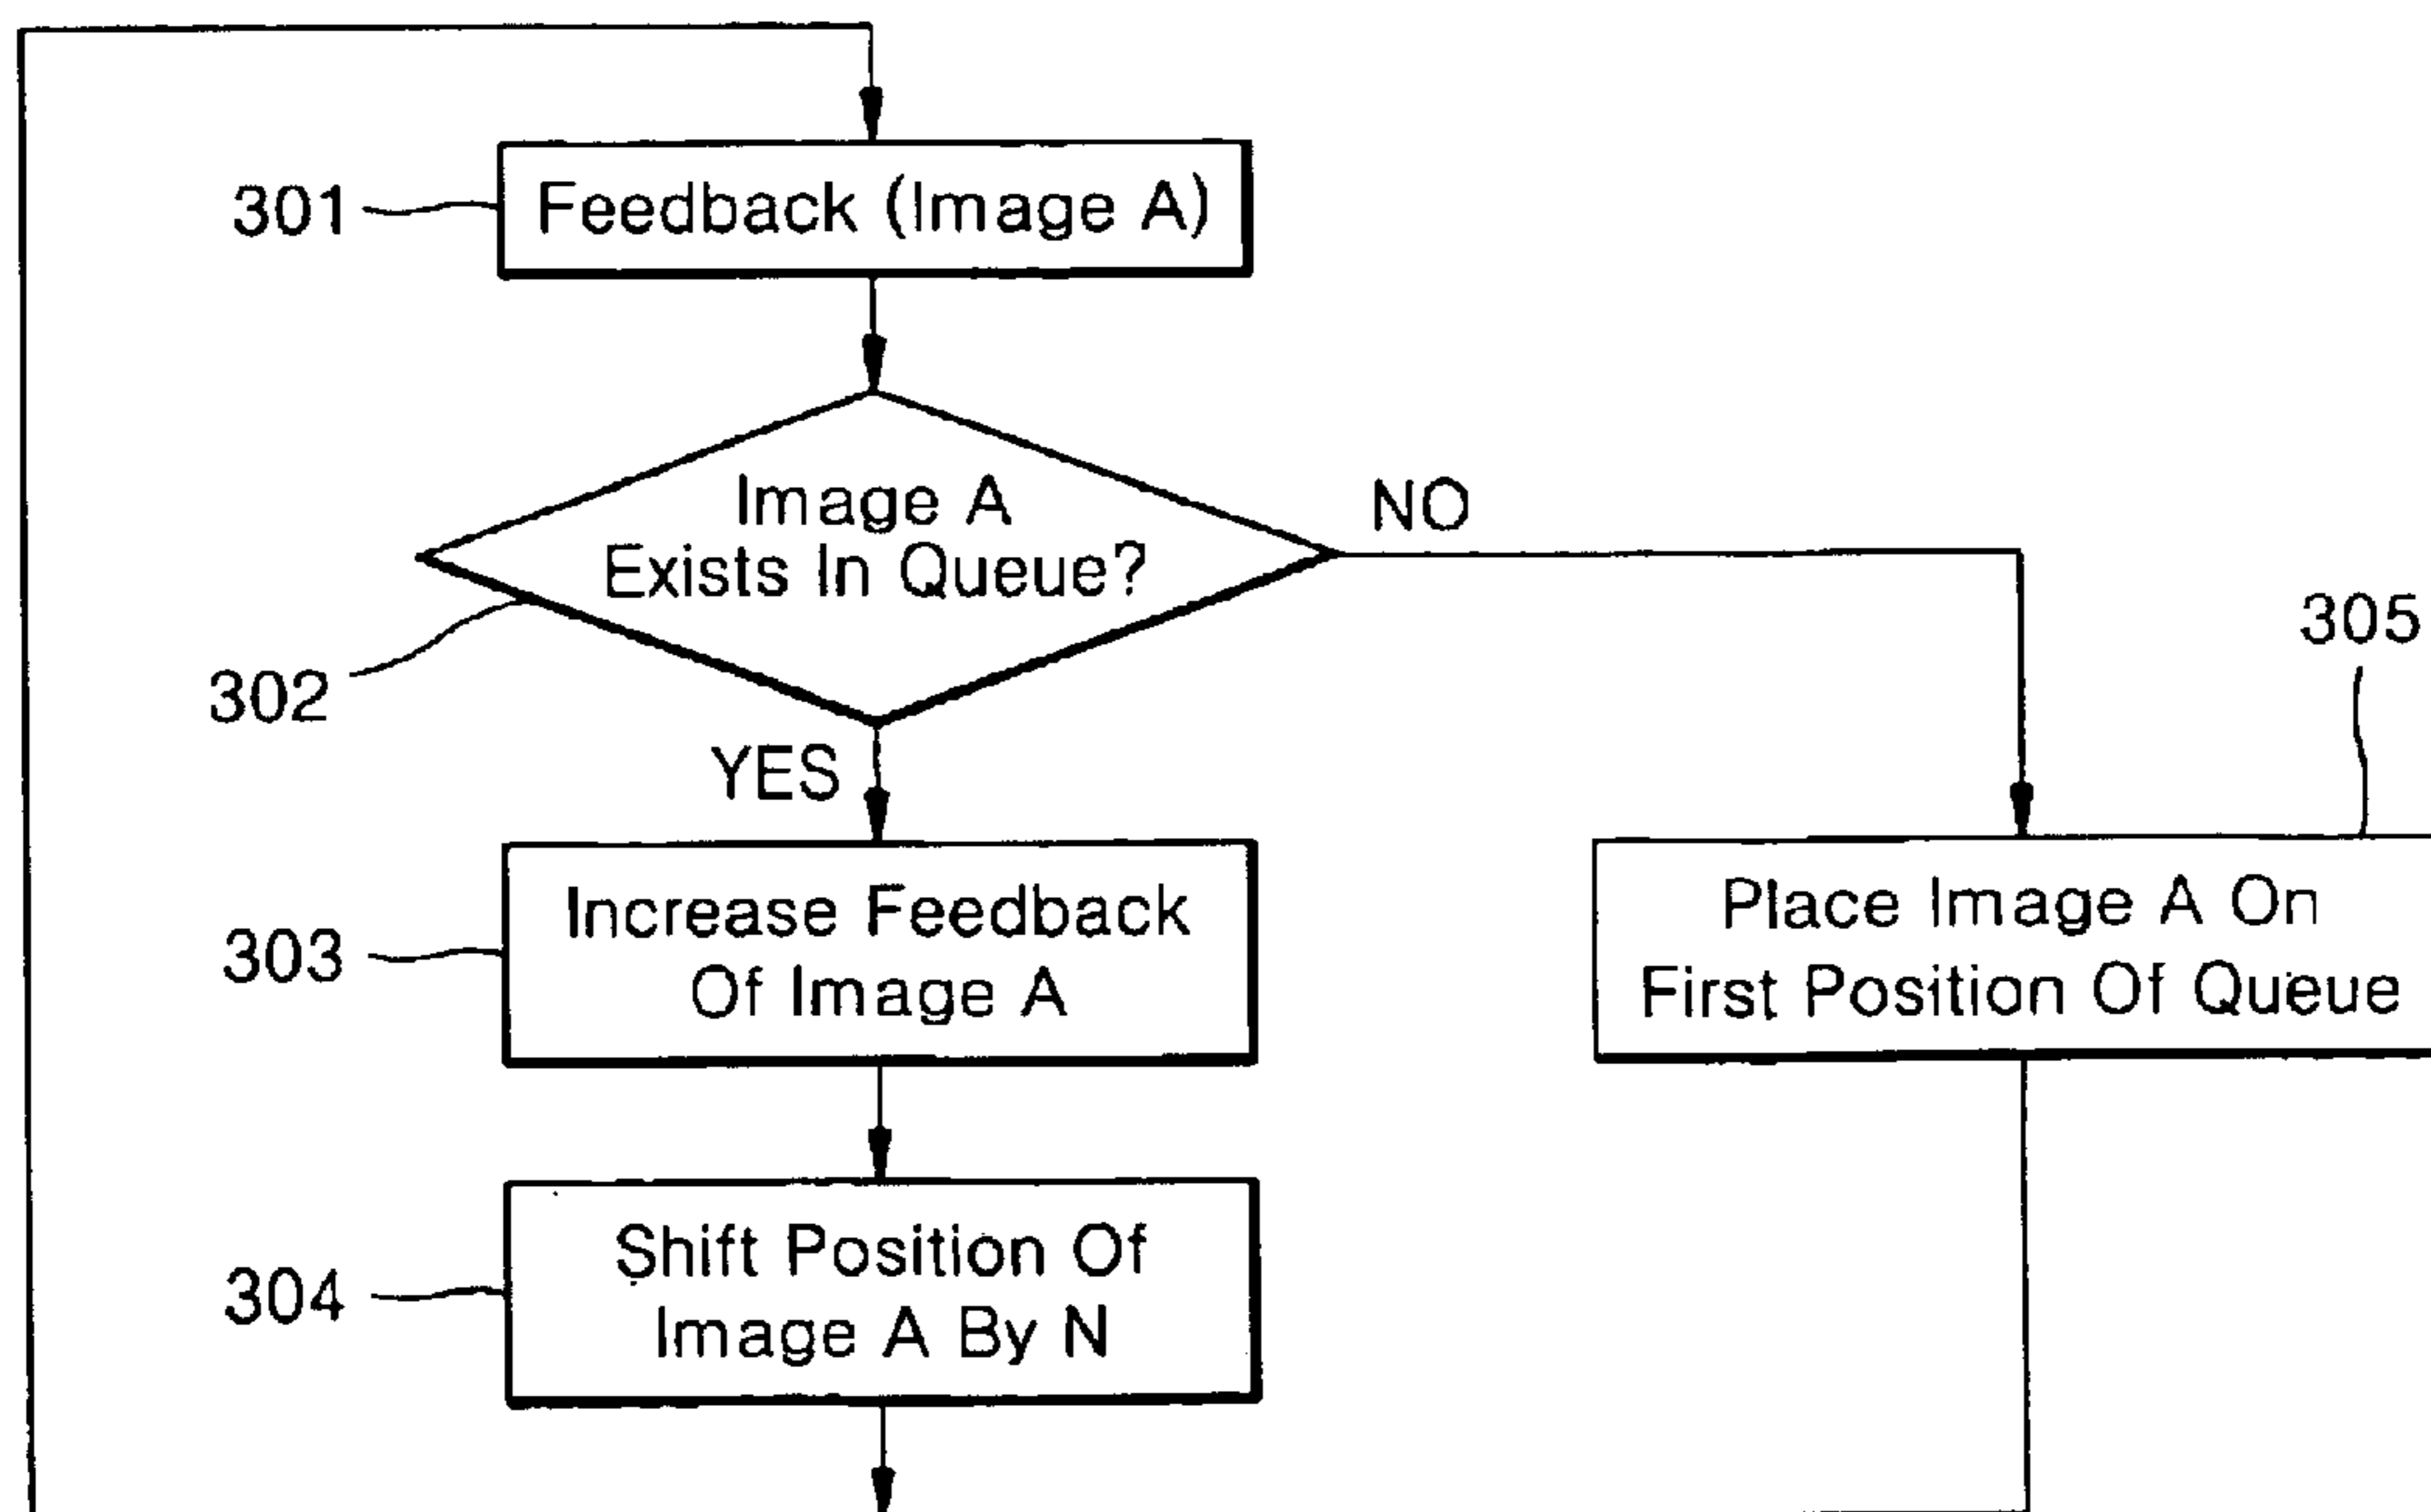 301
Feedback (Image A)
Image A
Exists In Queue?
NO
302
YES
305
303
Increase Feedback
Of Image A
Place Image A On
First Position Of Queue
304
Shift Position Of
Image A By N